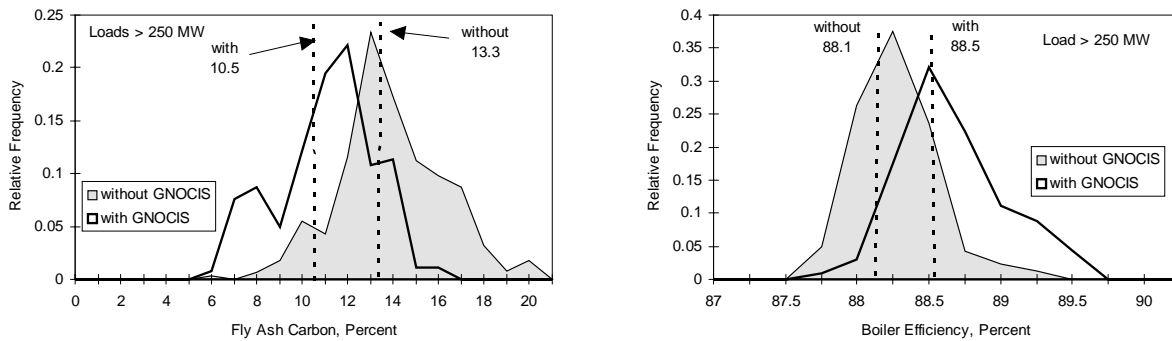 0.25
0.2
0.15
0.1
0.05
0
Relative Frequency
Loads > 250 MW
with
10.5
without
13.3
without GNOCIS
with GNOCIS
0 2 4 6 8 10 12 14 16 18 20
Fly Ash Carbon, Percent
0.4
0.35
0.3
0.25
0.2
0.15
0.1
0.05
0
Relative Frequency
without
88.1
with
88.5
Load > 250 MW
without GNOCIS
with GNOCIS
87 87.5 88 88.5 89 89.5 90
Boiler Efficiency, Percent